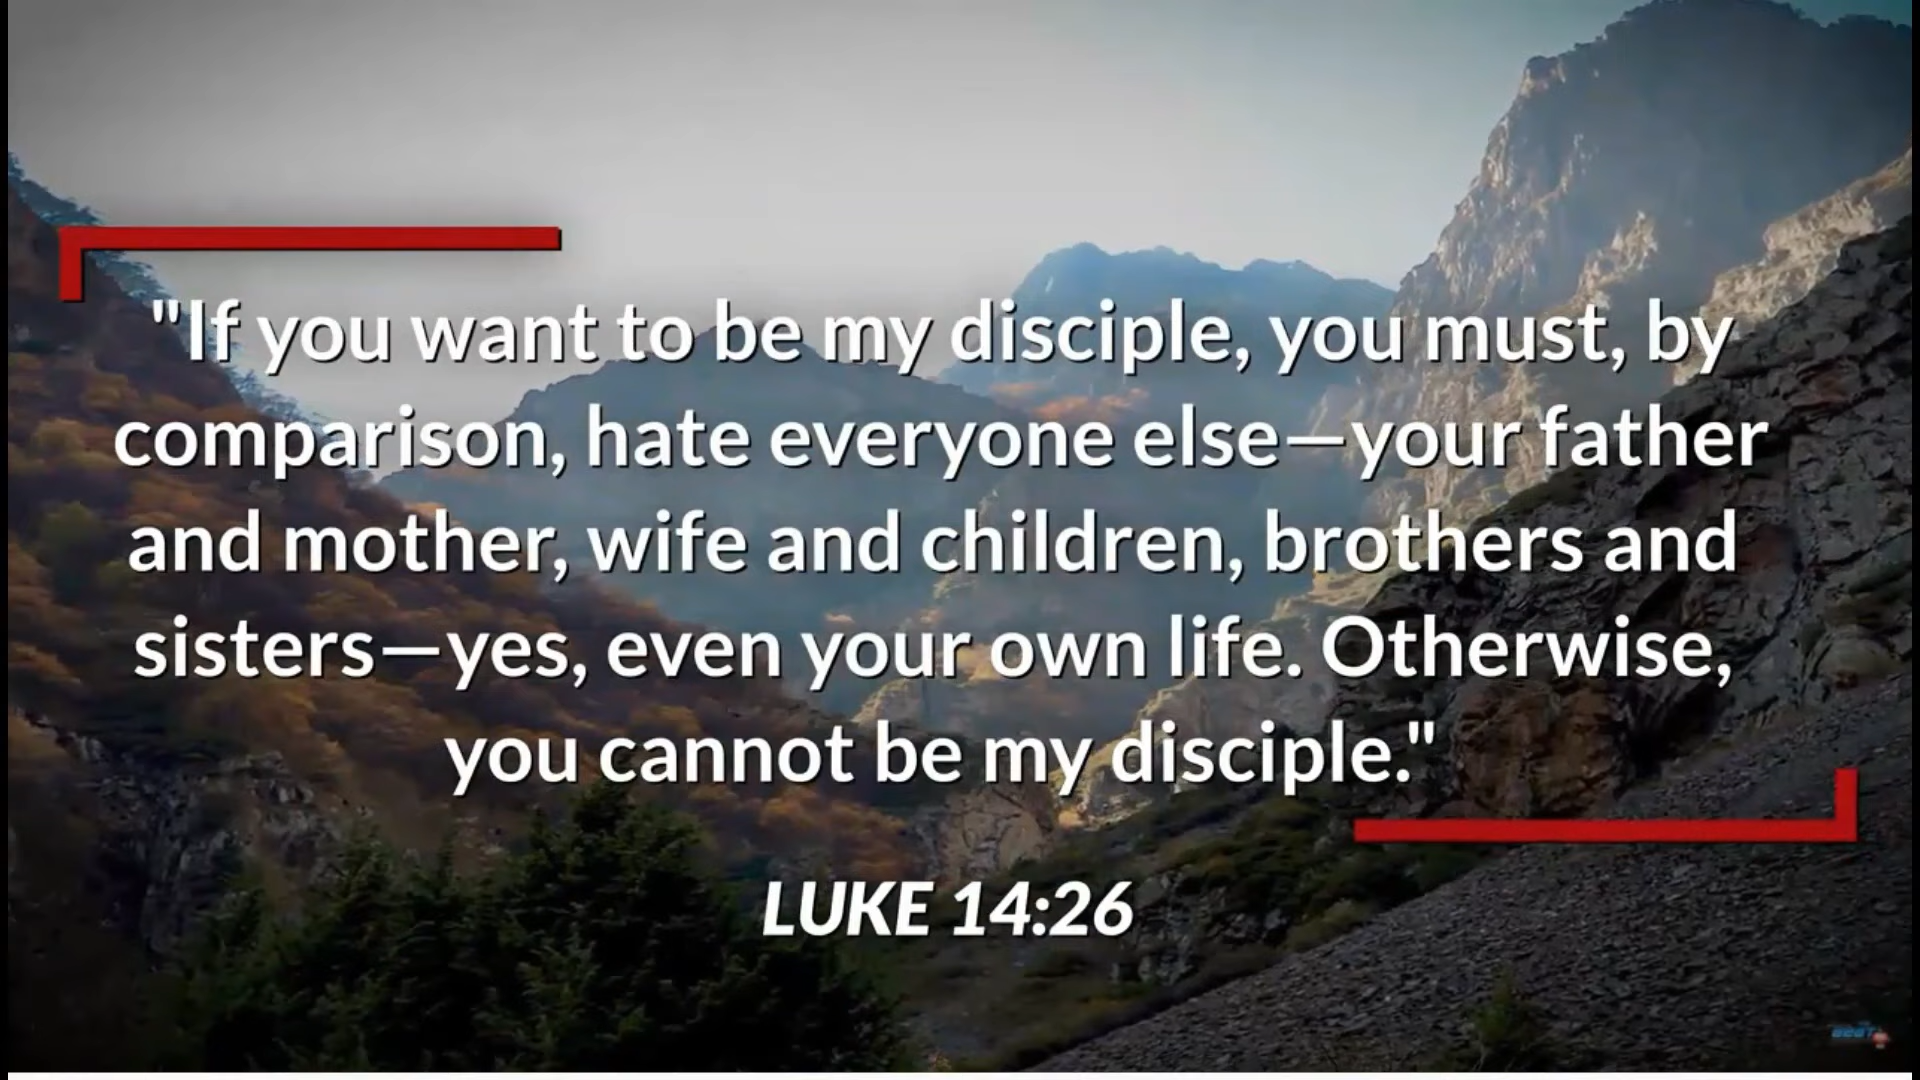 "If you want to be my disciple, you must, by
comparison, hate everyone else—your father
and mother, wife and children, brothers and
sisters—yes, even your own life. Otherwise,
you cannot be my disciple."
LUKE 14:26